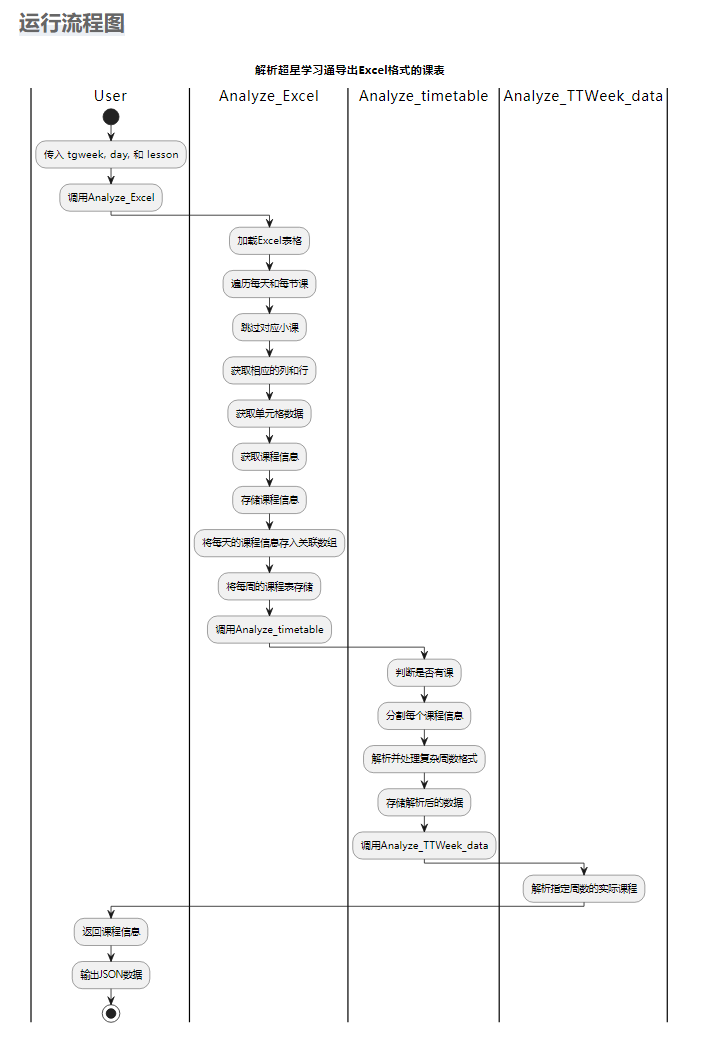 运行流程图
解析超星学习通导出Excel格式的课表
User
Analyze_Excel
Analyze_timetable
Analyze_TTWeek_data
传入 tgweek, day, 和 lesson
调用Analyze_Excel
加载Excel表格
遍历每天和每节课
跳过对应小课
获取相应的列和行
获取单元格数据
获取课程信息
存储课程信息
将每天的课程信息存入关联数组
将每周的课程表存储
调用Analyze_timetable
判断是否有课
分割每个课程信息
解析并处理复杂周数格式
存储解析后的数据
调用Analyze_TTWeek_data
解析指定周数的实际课程
返回课程信息
输出JSON数据